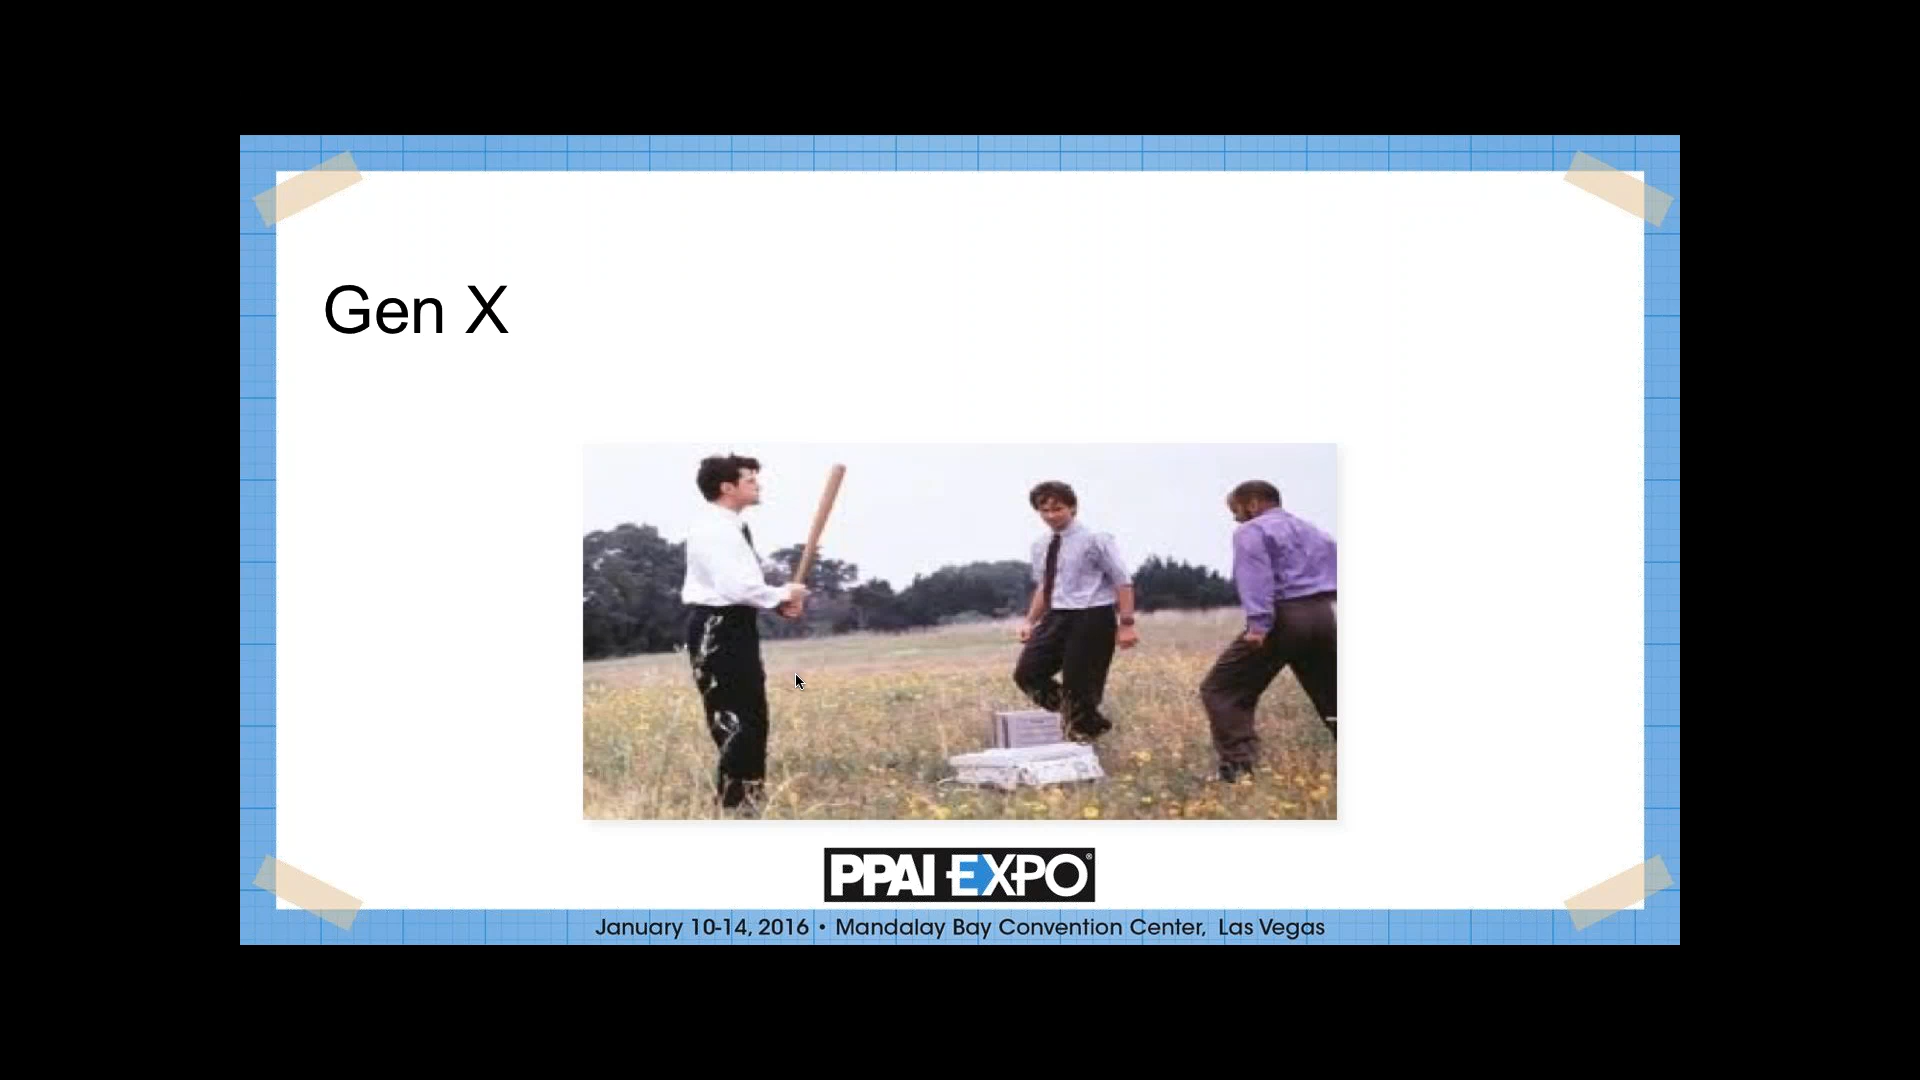 Gen X
PPAI EXPO®
January 10-14, 2016 • Mandalay Bay Convention Center, Las Vegas